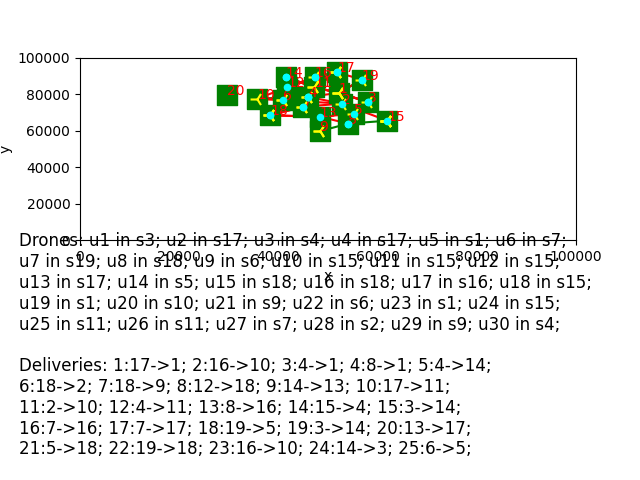 100000
80000
60000
40000
20000
0
y
0 20000 40000 60000 80000 100000
x
20
19
15
Drones: u1 in s3; u2 in s17; u3 in s4; u4 in s17; u5 in s1; u6 in s7;
u7 in s19; u8 in s18; u9 in s6; u10 in s15; u11 in s15; u12 in s15;
u13 in s17; u14 in s5; u15 in s18; u16 in s18; u17 in s16; u18 in s15;
u19 in s1; u20 in s10; u21 in s9; u22 in s6; u23 in s1; u24 in s15;
u25 in s11; u26 in s11; u27 in s7; u28 in s2; u29 in s9; u30 in s4;
Deliveries: 1:17->1; 2:16->10; 3:4->1; 4:8->1; 5:4->14;
6:18->2; 7:18->9; 8:12->18; 9:14->13; 10:17->11;
11:2->10; 12:4->11; 13:8->16; 14:15->4; 15:3->14;
16:7->16; 17:7->17; 18:19->5; 19:3->14; 20:13->17;
21:5->18; 22:19->18; 23:16->10; 24:14->3; 25:6->5;